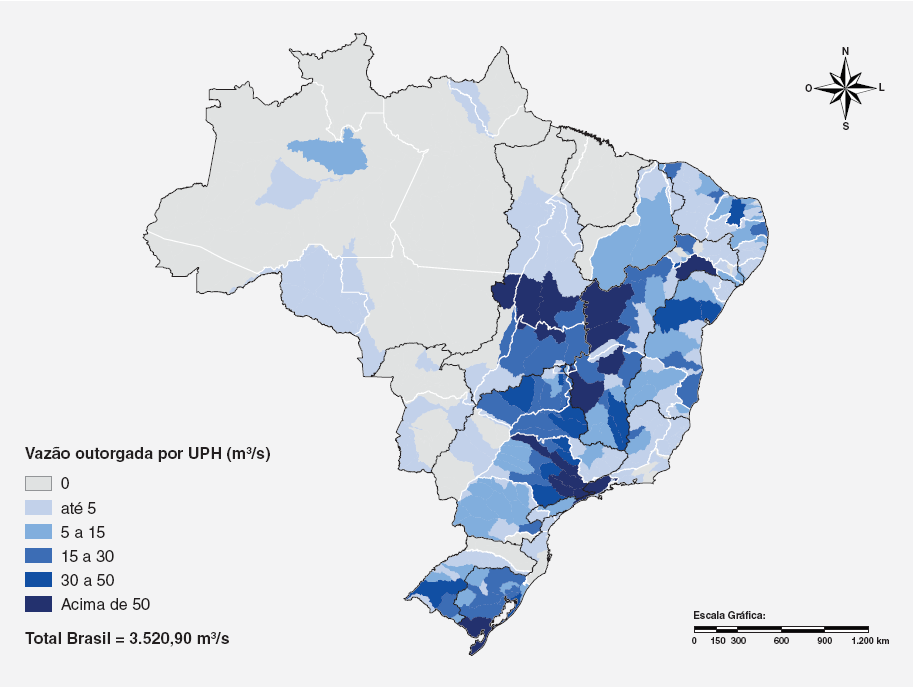 N
O L
S
Vazão outorgada por UPH (m³/s)
0
até 5
5 a 15
15 a 30
30 a 50
Acima de 50
Total Brasil = 3.520,90 m³/s
Escala Gráfica:
0 150 300 600 900 1.200 km